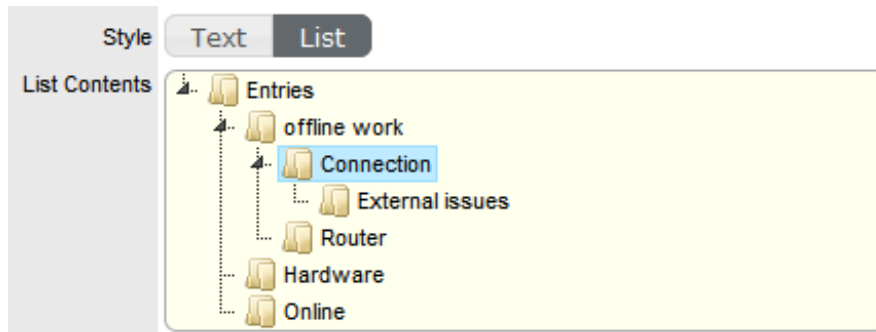 Style Text List
List Contents Entries
offline work
Connection
External issues
Router
Hardware
Online